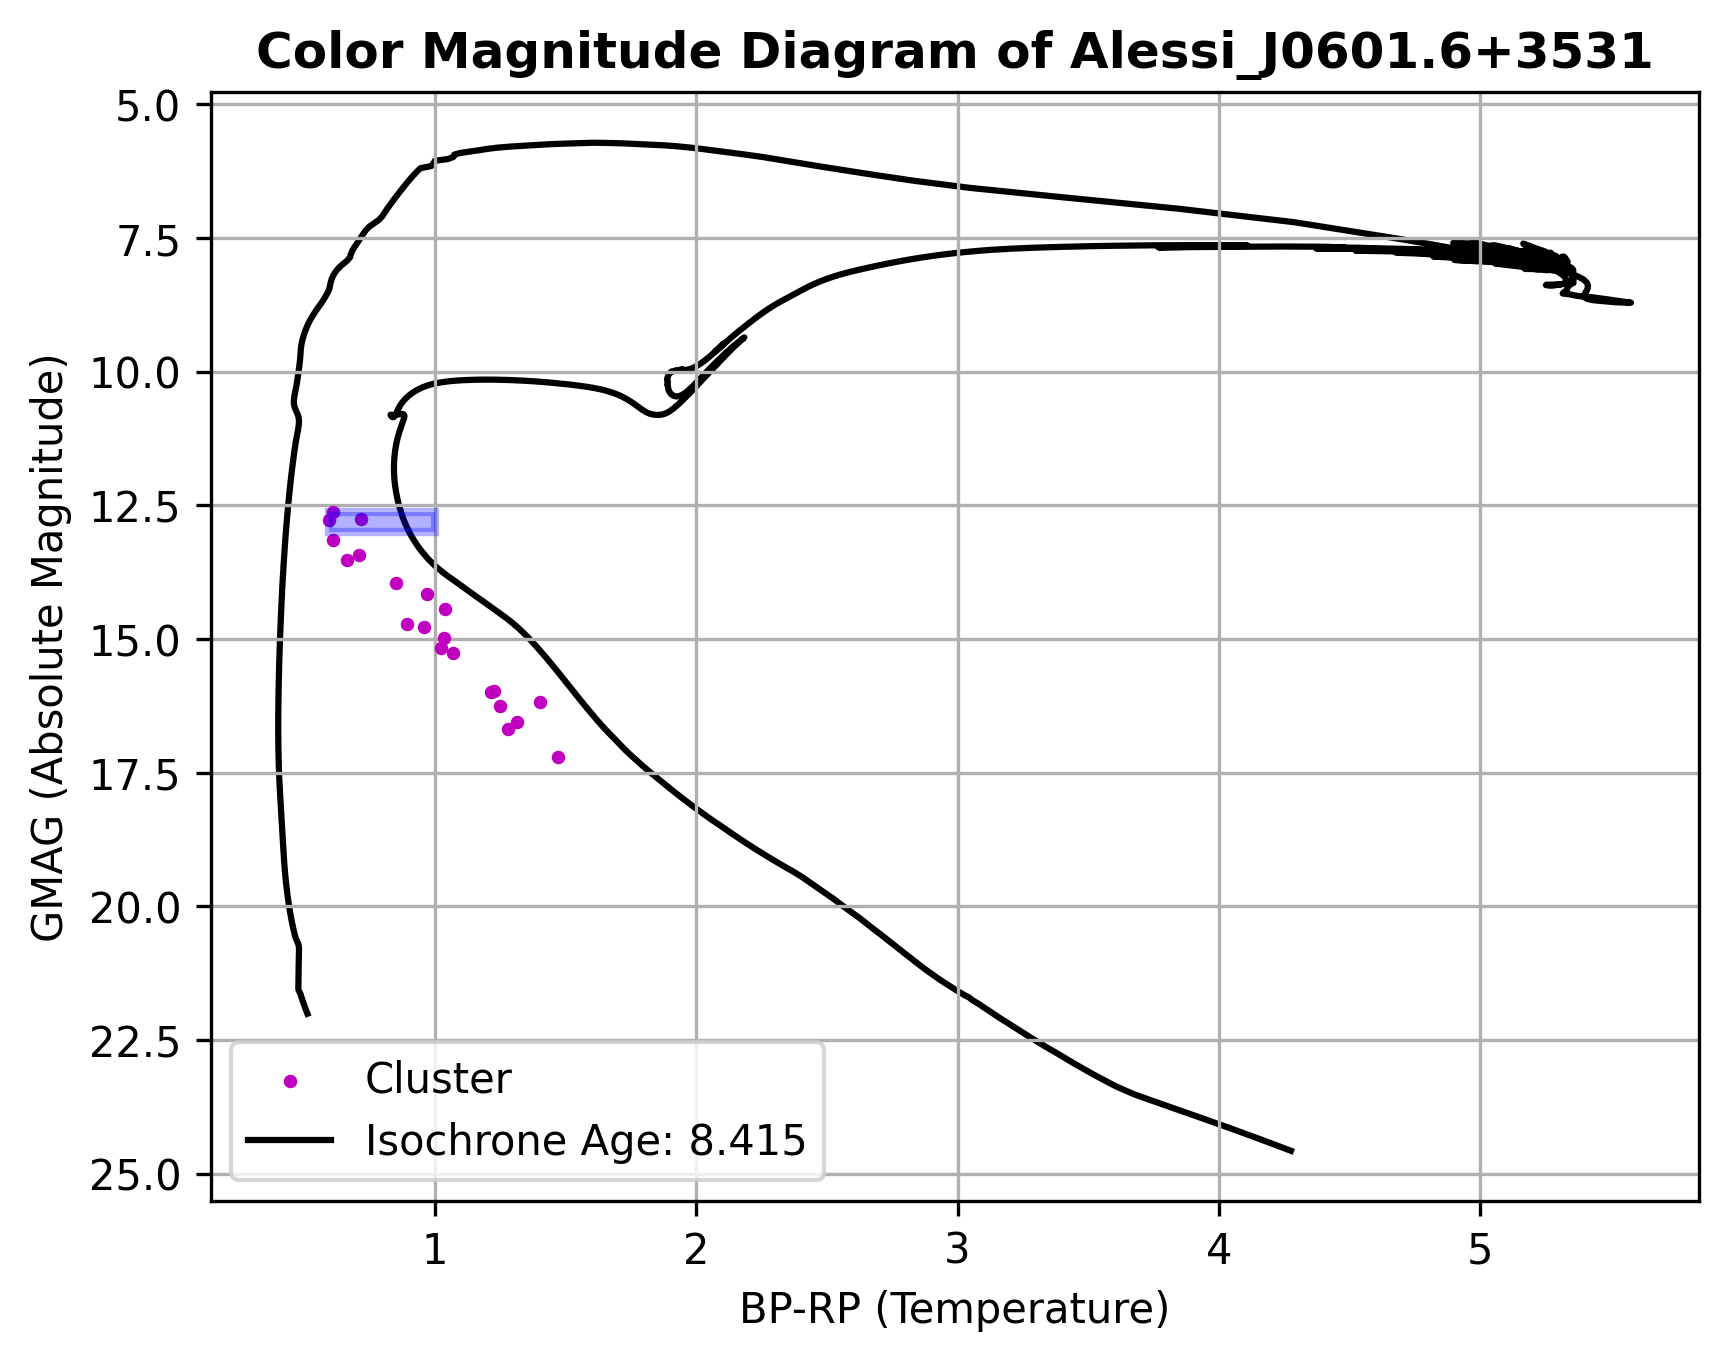 Color Magnitude Diagram of Alessi_J0601.6+3531
GMAG (Absolute Magnitude)
5.0
7.5
10.0
12.5
15.0
17.5
20.0
22.5
25.0
Cluster
Isochrone Age: 8.415
1 2 3 4 5
BP-RP (Temperature)